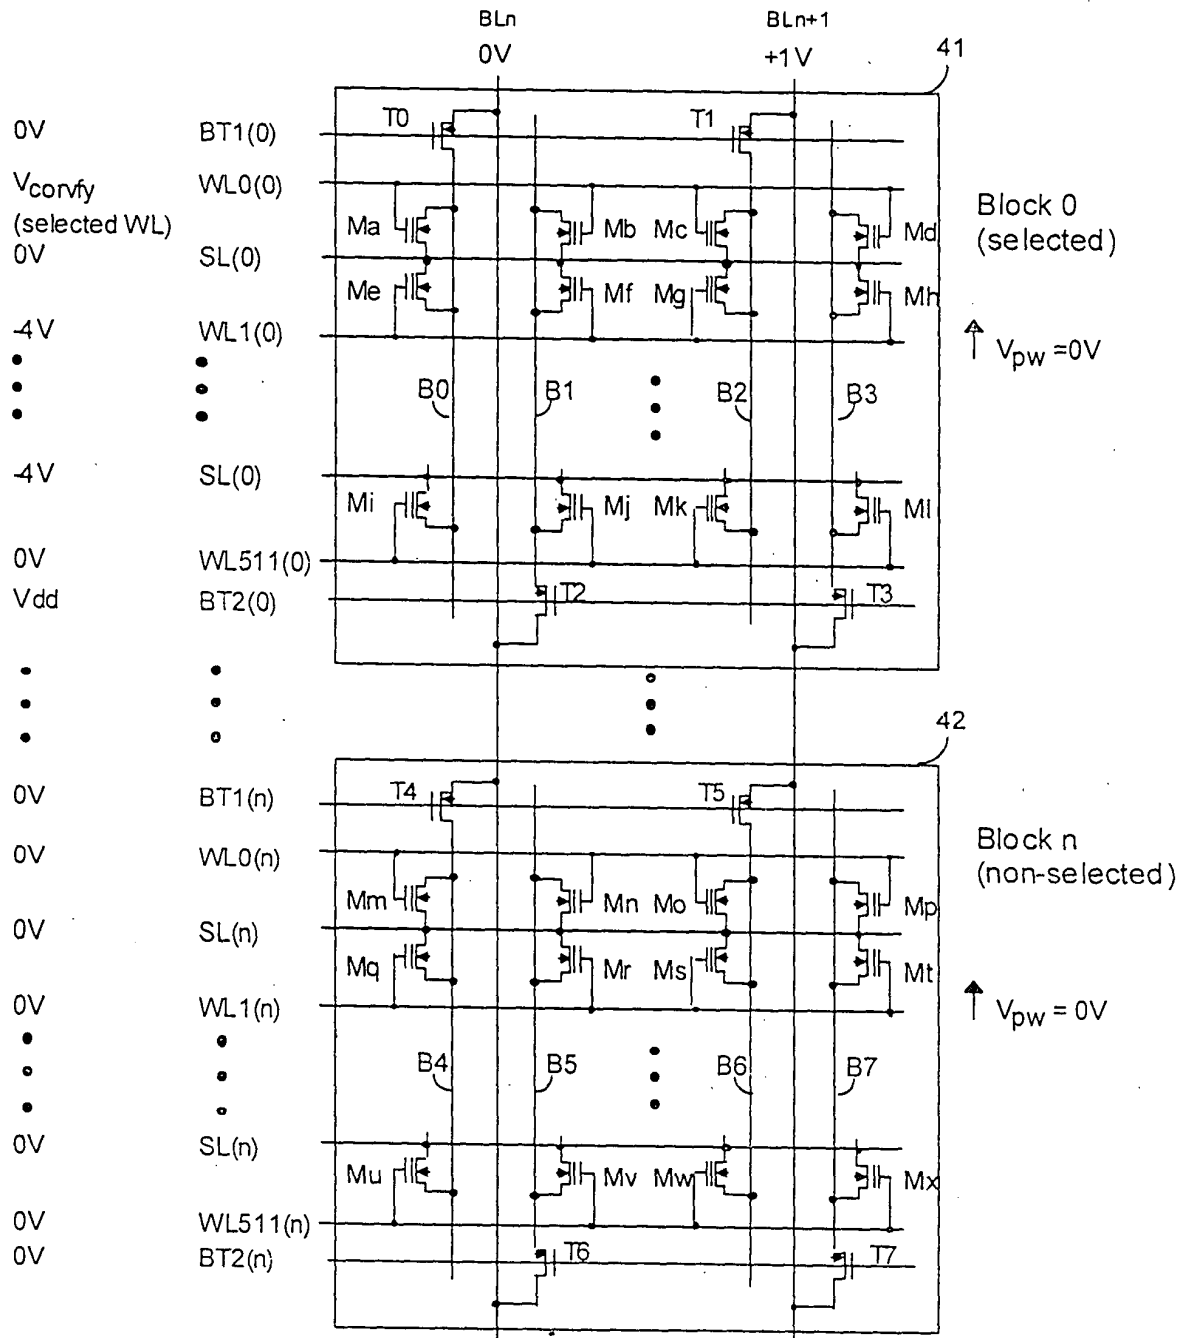 BLn BLn+1
0V +1V
41
T0 T1
0V BT1(0)
Vcorvfy WL0(0)
(selected WL)
Block 0
(selected)
Ma Mb Mc Md
0V SL(0)
Me Mf Mg Mh
-4V WL1(0)
Vpw =0V
B0 B1 B2 B3
-4V SL(0)
Mi Mj Mk Ml
0V WL511(0)
Vdd BT2(0)
T2 T3
42
T4 T5
0V BT1(n)
Block n
(non-selected)
0V WL0(n)
Mm Mn Mo Mp
0V SL(n)
Mq Mr Ms Mt
0V WL1(n)
Vpw = 0V
B4 B5 B6 B7
0V SL(n)
Mu Mv Mw Mx
0V WL511(n)
0V BT2(n)
T6 T7